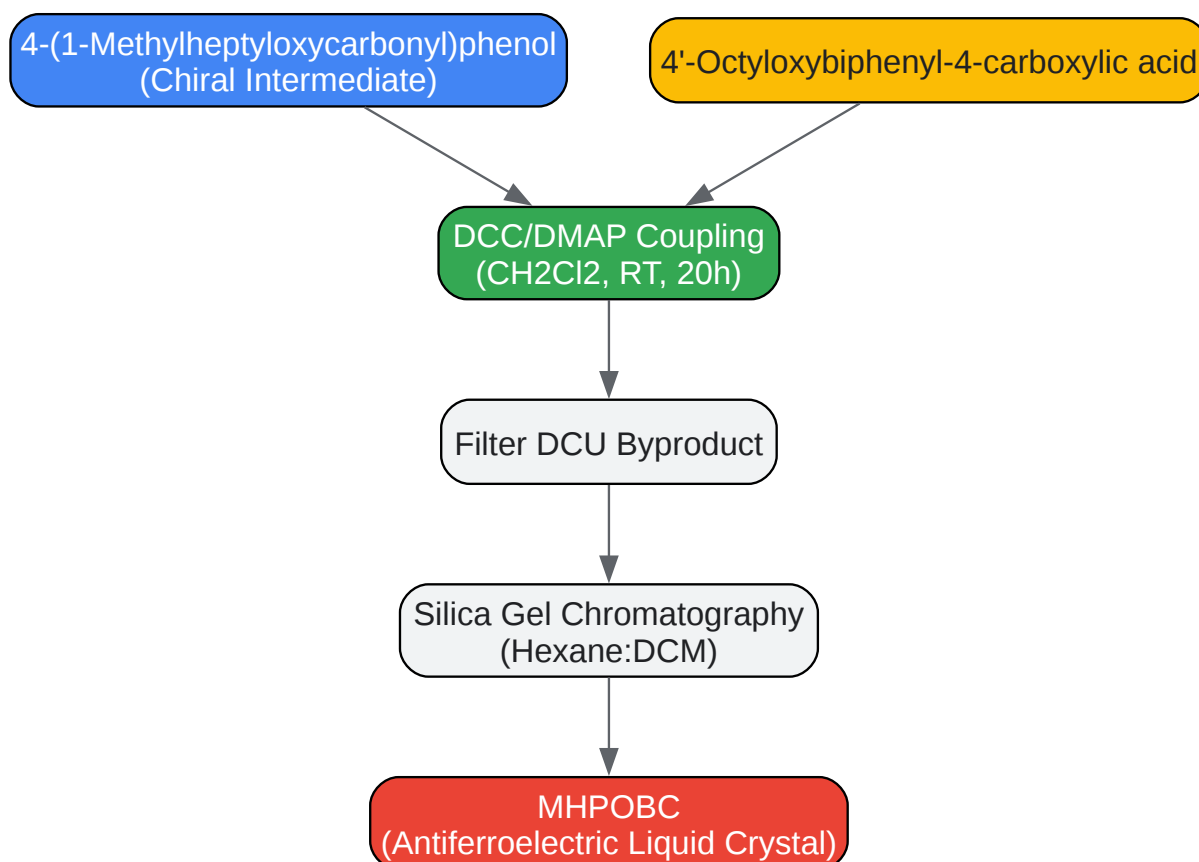 4-(1-Methylheptyloxycarbonyl)phenol
(Chiral Intermediate)
4'-Octyloxybiphenyl-4-carboxylic acid
DCC/DMAP Coupling
(CH2Cl2, RT, 20h)
Filter DCU Byproduct
Silica Gel Chromatography
(Hexane:DCM)
MHPOBC
(Antiferroelectric Liquid Crystal)